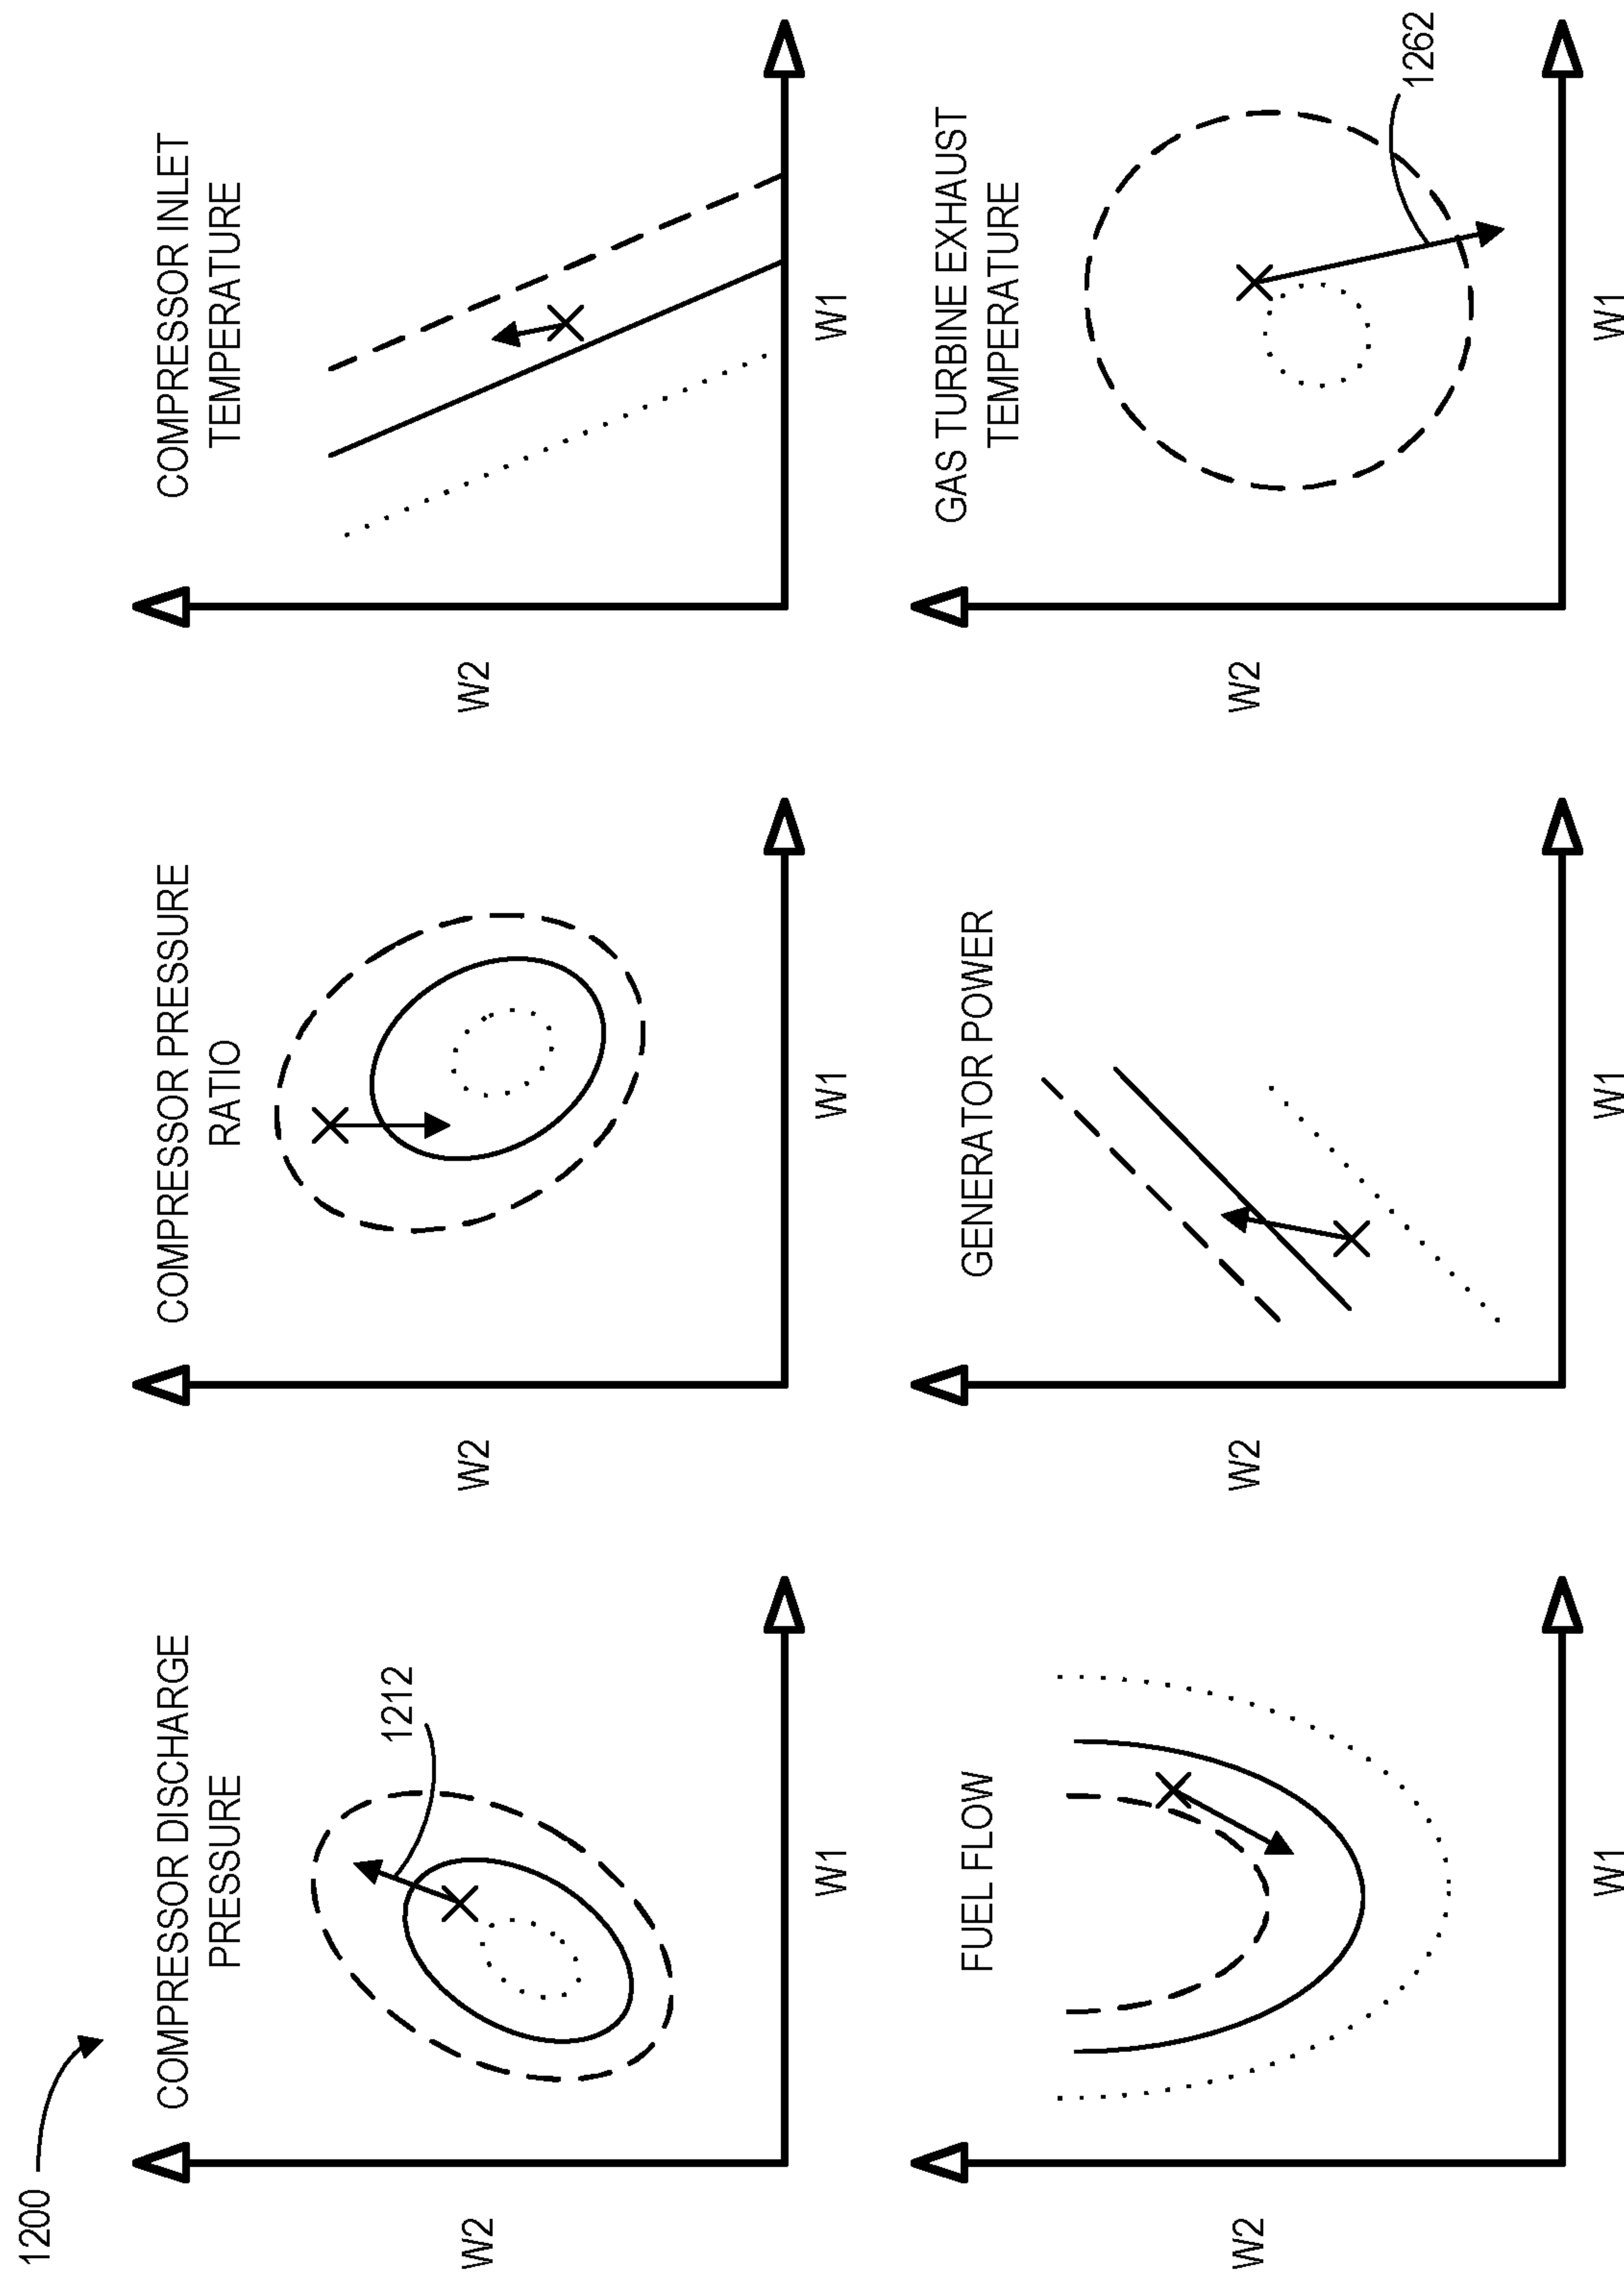 1200
COMPRESSOR DISCHARGE
PRESSURE
1212
W2
W1
COMPRESSOR PRESSURE
RATIO
W2
W1
COMPRESSOR INLET
TEMPERATURE
W2
W1
FUEL FLOW
W2
W1
GENERATOR POWER
W2
W1
GAS TURBINE EXHAUST
TEMPERATURE
1262
W2
W1